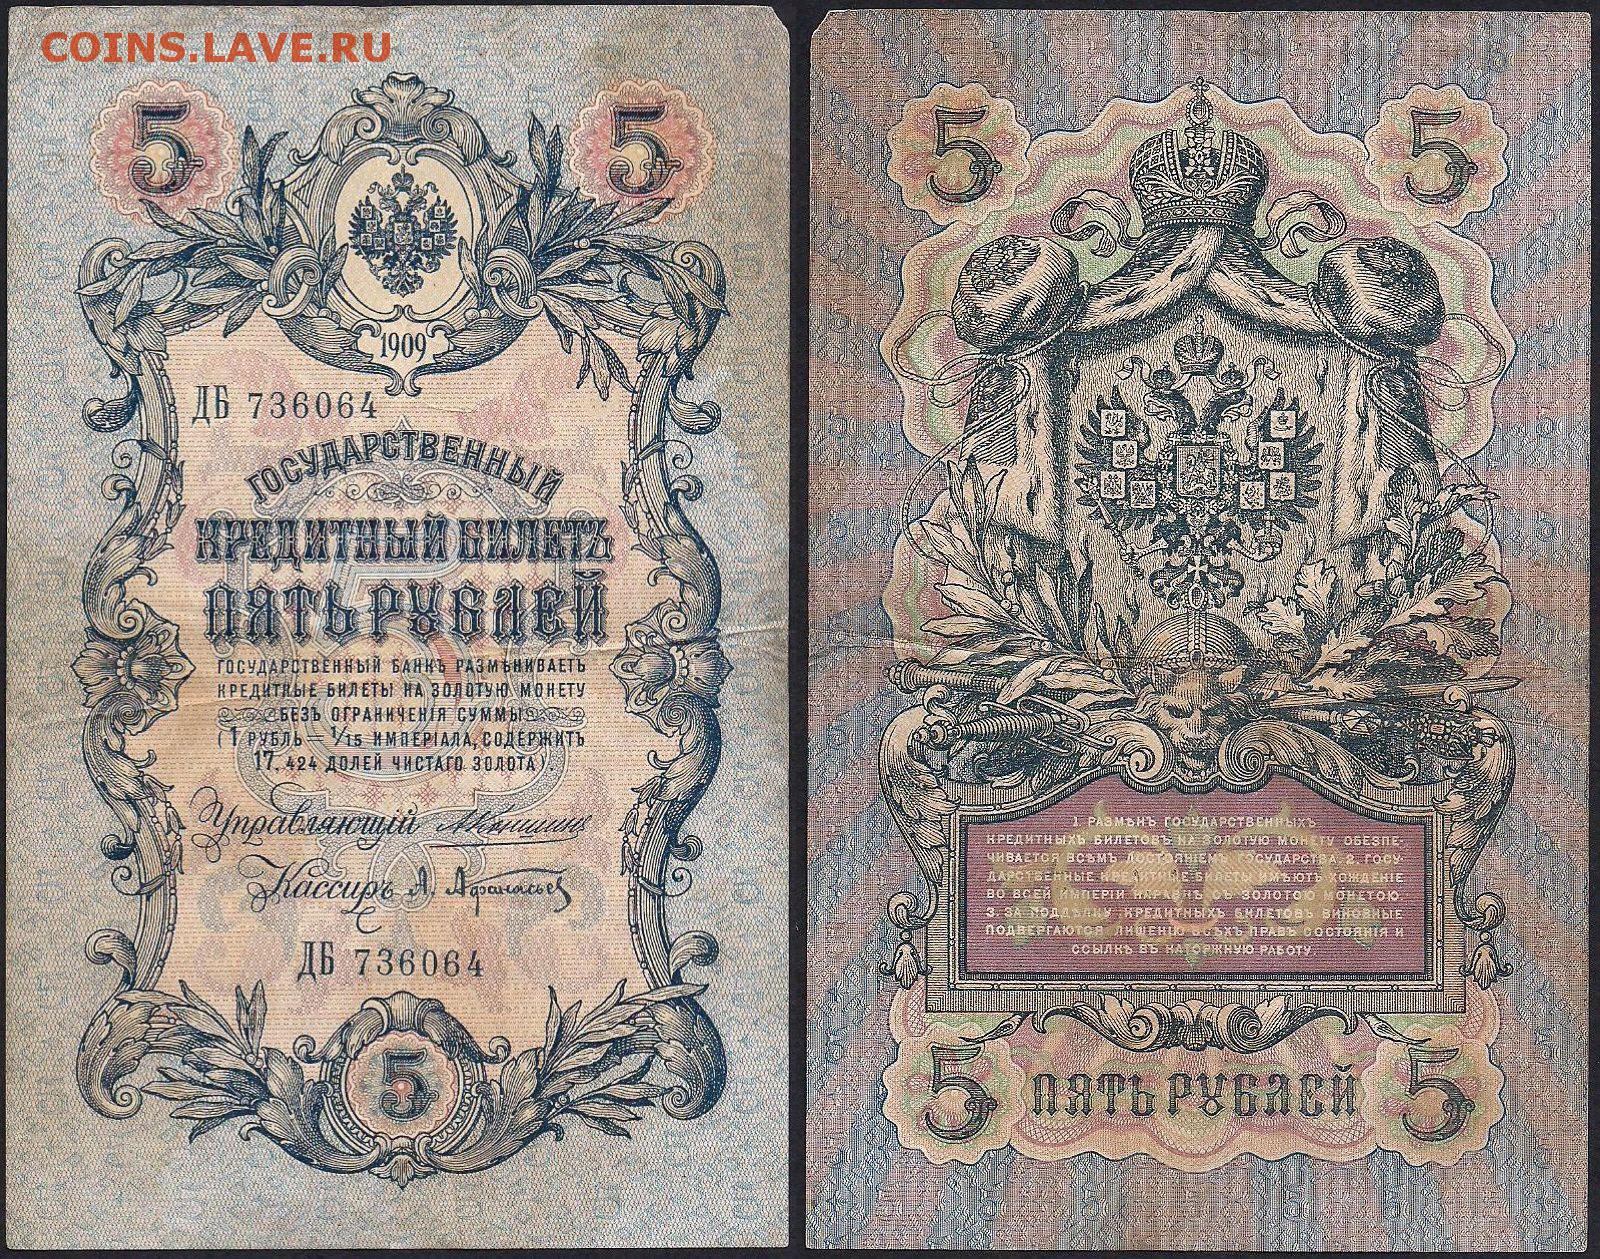 COINS.LAVE.RU
5 5
1909
ДБ 736064
ГОСУДАРСТВЕННЫЙ
КРЕДИТНЫЙ БИЛЕТЪ
ПЯТЬ РУБЛЕЙ
ГОСУДАРСТВЕННЫЙ БАНКЪ РАЗМѢНИВАЕТЪ
КРЕДИТНЫЕ БИЛЕТЫ НА ЗОЛОТУЮ МОНЕТУ
БЕЗЪ ОГРАНИЧЕНІЯ СУММЫ
(1 РУБЛЬ — 1/15 ИМПЕРІАЛА, СОДЕРЖИТЪ
17,424 ДОЛЕЙ ЧИСТАГО ЗОЛОТА).
Управляющій
Кассиръ А. Афанасьев
ДБ 736064
5
5 5
1. РАЗМѢНЪ ГОСУДАРСТВЕННЫХЪ
КРЕДИТНЫХЪ БИЛЕТОВЪ НА ЗОЛОТУЮ МОНЕТУ ОБЕЗПЕ-
ЧИВАЕТСЯ ВСѢМЪ ДОСТОЯНІЕМЪ ГОСУДАРСТВА. 2. ГОСУ-
ДАРСТВЕННЫЕ КРЕДИТНЫЕ БИЛЕТЫ ИМѢЮТЪ ХОЖДЕНІЕ
ВО ВСЕЙ ИМПЕРІИ НАРАВНѢ СЪ ЗОЛОТОЮ МОНЕТОЮ.
3. ЗА ПОДДѢЛКУ КРЕДИТНЫХЪ БИЛЕТОВЪ ВИНОВНЫЕ
ПОДВЕРГАЮТСЯ ЛИШЕНІЮ ВСѢХЪ ПРАВЪ СОСТОЯНІЯ И
ССЫЛКѢ ВЪ КАТОРЖНУЮ РАБОТУ.
5 ПЯТЬ РУБЛЕЙ 5